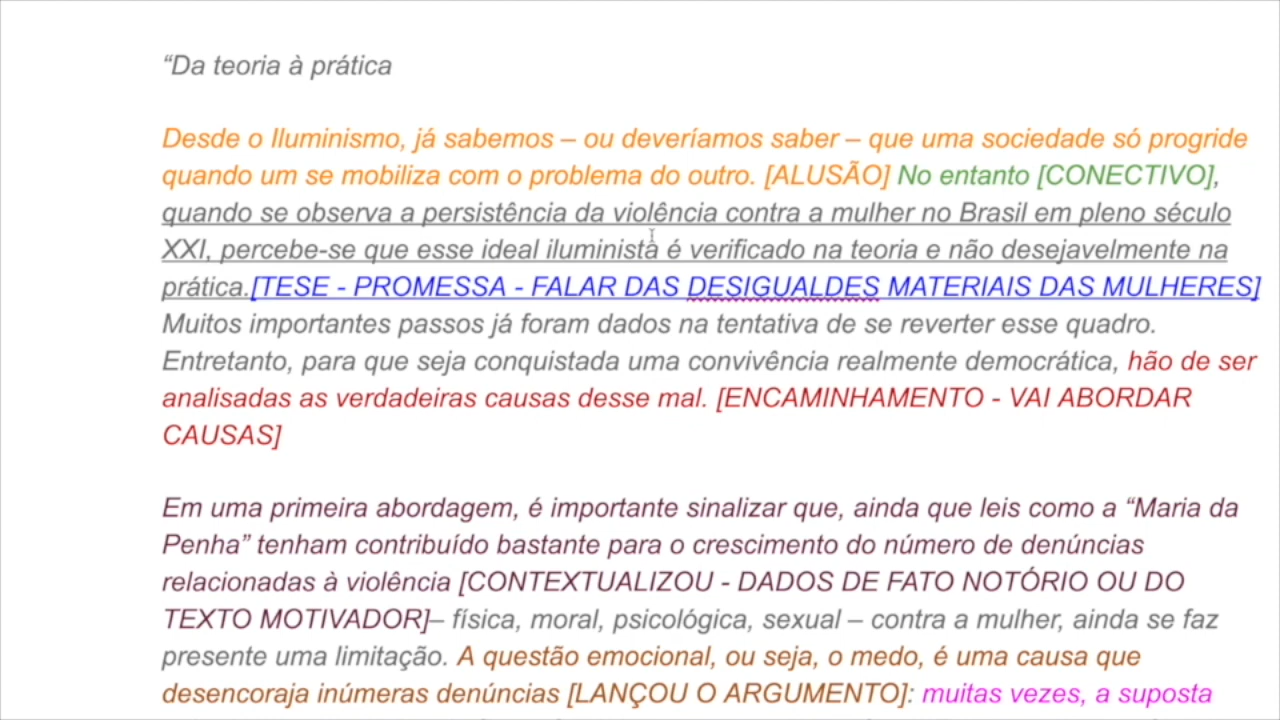 “Da teoria à prática
Desde o Iluminismo, já sabemos – ou deveríamos saber – que uma sociedade só progride
quando um se mobiliza com o problema do outro. [ALUSÃO] No entanto [CONECTIVO],
quando se observa a persistência da violência contra a mulher no Brasil em pleno século
XXI, percebe-se que esse ideal iluminista é verificado na teoria e não desejavelmente na
prática.[TESE - PROMESSA - FALAR DAS DESIGUALDES MATERIAIS DAS MULHERES]
Muitos importantes passos já foram dados na tentativa de se reverter esse quadro.
Entretanto, para que seja conquistada uma convivência realmente democrática, hão de ser
analisadas as verdadeiras causas desse mal. [ENCAMINHAMENTO - VAI ABORDAR
CAUSAS]
Em uma primeira abordagem, é importante sinalizar que, ainda que leis como a “Maria da
Penha” tenham contribuído bastante para o crescimento do número de denúncias
relacionadas à violência [CONTEXTUALIZOU - DADOS DE FATO NOTÓRIO OU DO
TEXTO MOTIVADOR]– física, moral, psicológica, sexual – contra a mulher, ainda se faz
presente uma limitação. A questão emocional, ou seja, o medo, é uma causa que
desencoraja inúmeras denúncias [LANÇOU O ARGUMENTO]: muitas vezes, a suposta